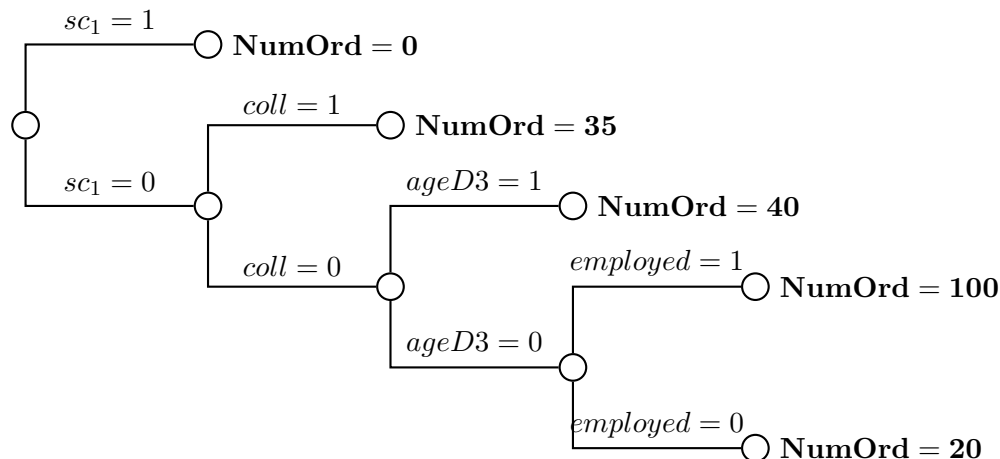 sc₁ = 1
NumOrd = 0
coll = 1
NumOrd = 35
sc₁ = 0
ageD3 = 1
NumOrd = 40
coll = 0
employed = 1
NumOrd = 100
ageD3 = 0
employed = 0
NumOrd = 20